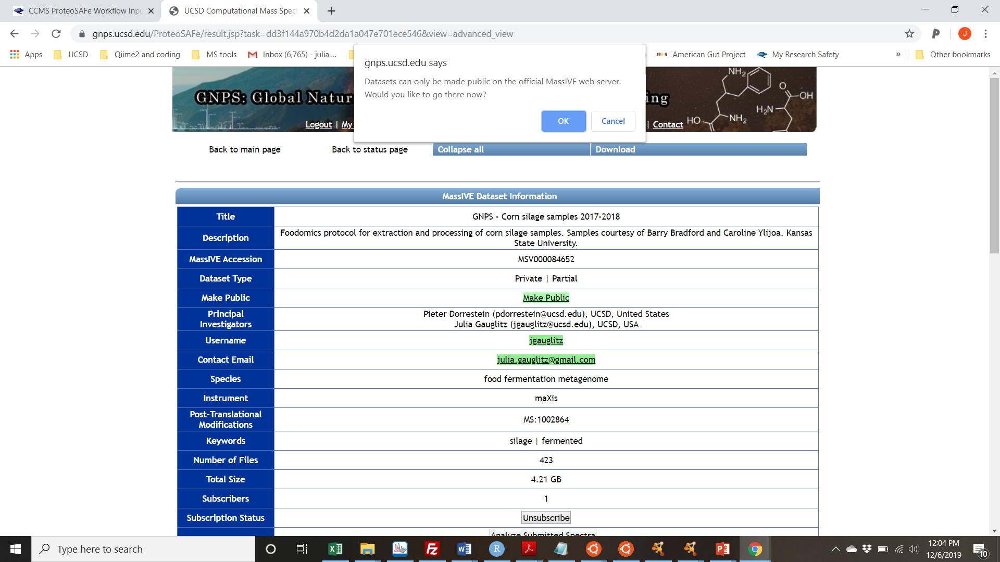 CCMS ProteoSAFe Workflow Inpu
UCSD Computational Mass Spect
gnps.ucsd.edu/ProteoSAFe/result.jsp?task=dd3f144a970b4d2da1a047e701ece546&view=advanced_view
J
Apps UCSD Qiime2 and coding MS tools Inbox (6,765) - julia.... American Gut Project My Research Safety » Other bookmarks
gnps.ucsd.edu says
Datasets can only be made public on the official MassIVE web server.
Would you like to go there now?
OK Cancel
GNPS: Global Natur ing
Logout | My | Contact
NH2 O OH H2N HO NH2
Back to main page Back to status page Collapse all Download
MassIVE Dataset Information
Title GNPS - Corn silage samples 2017-2018
Description Foodomics protocol for extraction and processing of corn silage samples. Samples courtesy of Barry Bradford and Caroline Ylijoa, Kansas
State University.
MassIVE Accession MSV000084652
Dataset Type Private | Partial
Make Public Make Public
Principal Investigators Pieter Dorrestein (pdorrestein@ucsd.edu), UCSD, United States
Julia Gauglitz (jgauglitz@ucsd.edu), UCSD, USA
Username jgauglitz
Contact Email julia.gauglitz@gmail.com
Species food fermentation metagenome
Instrument maXis
Post-Translational Modifications MS:1002864
Keywords silage | fermented
Number of Files 423
Total Size 4.21 GB
Subscribers 1
Subscription Status Unsubscribe
Analyze Submitted Spectra
Type here to search
12:04 PM
12/6/2019
10